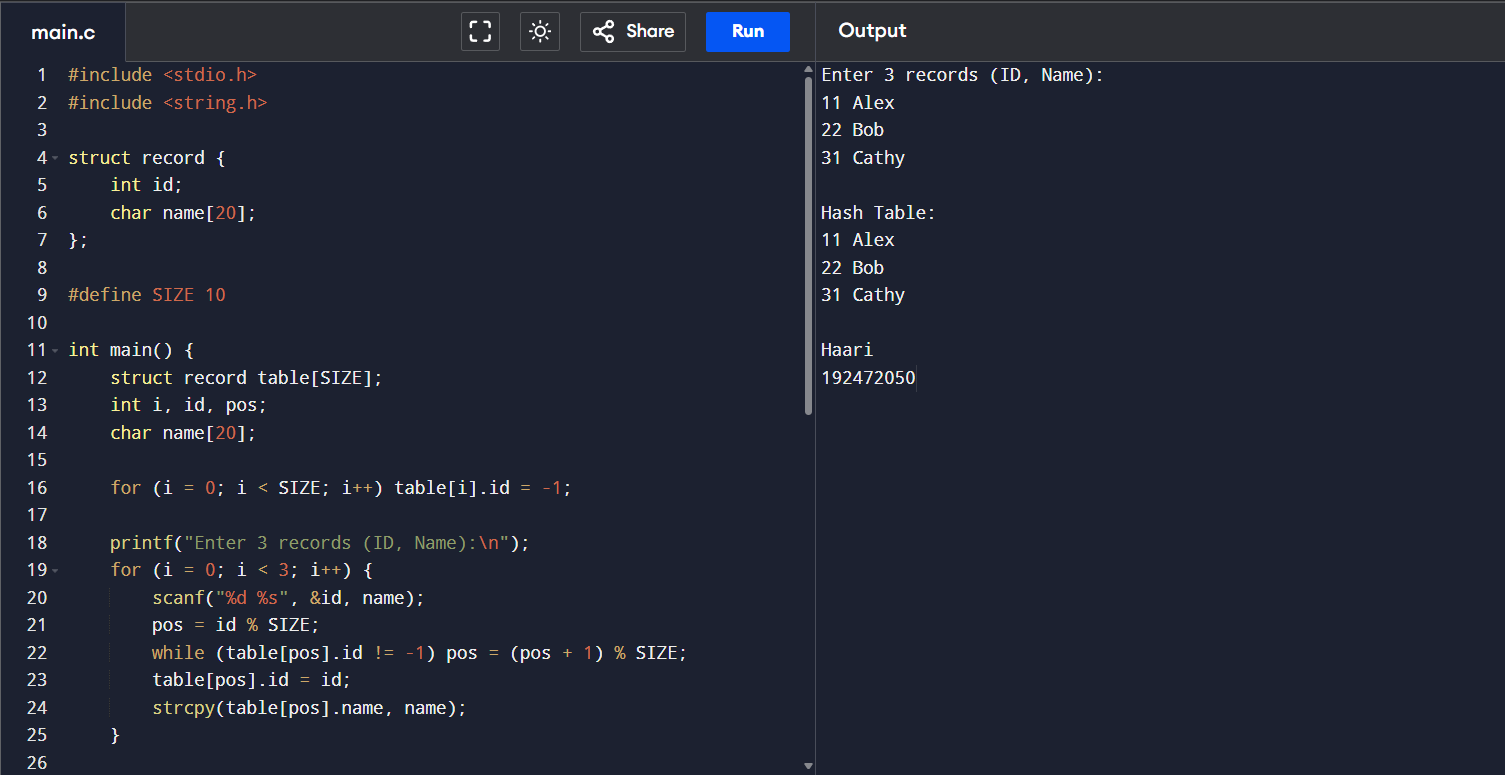 main.c
Share
Run
Output
1 #include <stdio.h>
2 #include <string.h>
3
4 struct record {
5     int id;
6     char name[20];
7 };
8
9 #define SIZE 10
10
11 int main() {
12     struct record table[SIZE];
13     int i, id, pos;
14     char name[20];
15
16     for (i = 0; i < SIZE; i++) table[i].id = -1;
17
18     printf("Enter 3 records (ID, Name):\n");
19     for (i = 0; i < 3; i++) {
20         scanf("%d %s", &id, name);
21         pos = id % SIZE;
22         while (table[pos].id != -1) pos = (pos + 1) % SIZE;
23         table[pos].id = id;
24         strcpy(table[pos].name, name);
25     }
26
Enter 3 records (ID, Name):
11 Alex
22 Bob
31 Cathy

Hash Table:
11 Alex
22 Bob
31 Cathy

Haari
192472050